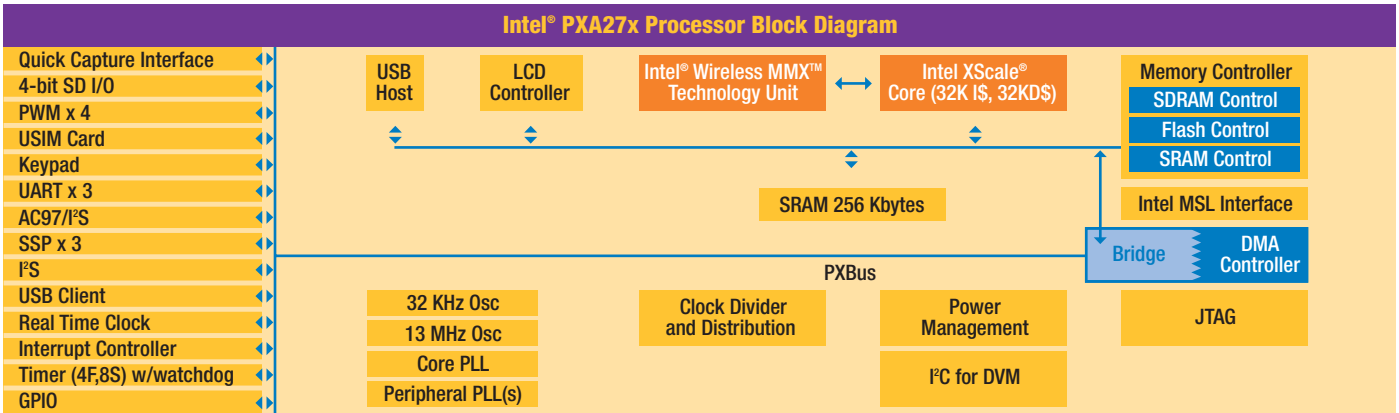 Intel® PXA27x Processor Block Diagram
Quick Capture Interface
4-bit SD I/O
PWM x 4
USIM Card
Keypad
UART x 3
AC97/I²S
SSP x 3
I²S
USB Client
Real Time Clock
Interrupt Controller
Timer (4F,8S) w/watchdog
GPIO
USB
Host
LCD
Controller
Intel® Wireless MMX™
Technology Unit
Intel XScale®
Core (32K I$, 32KD$)
Memory Controller
SDRAM Control
Flash Control
SRAM Control
SRAM 256 Kbytes
Intel MSL Interface
Bridge
DMA
Controller
PXBus
32 KHz Osc
13 MHz Osc
Core PLL
Peripheral PLL(s)
Clock Divider
and Distribution
Power
Management
I²C for DVM
JTAG